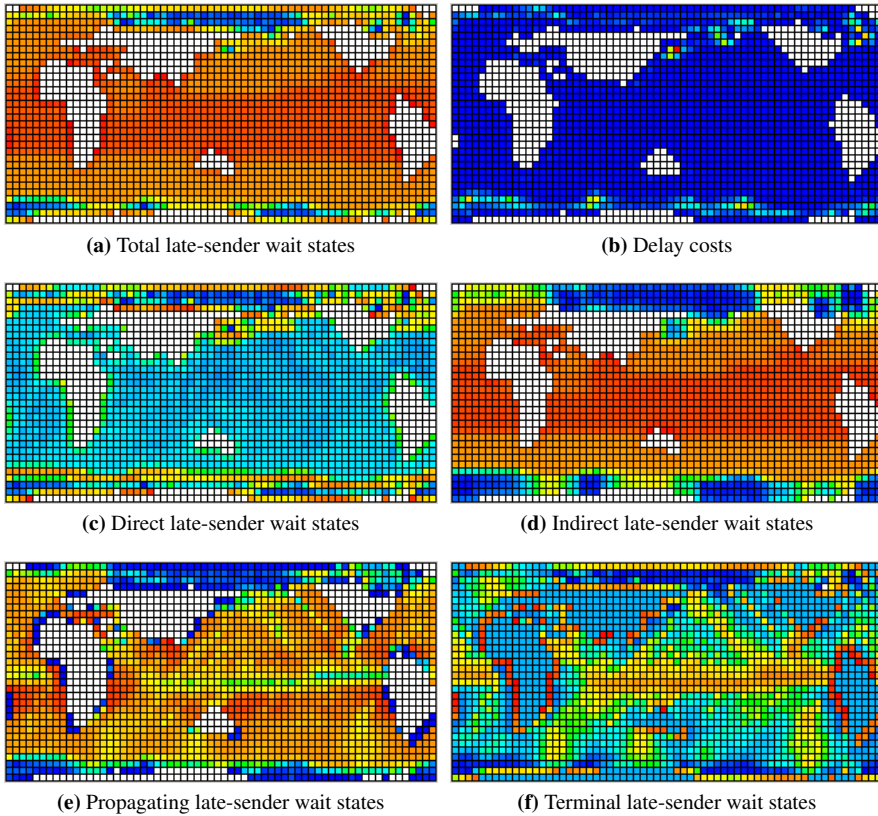 (a) Total late-sender wait states
(b) Delay costs
(c) Direct late-sender wait states
(d) Indirect late-sender wait states
(e) Propagating late-sender wait states
(f) Terminal late-sender wait states